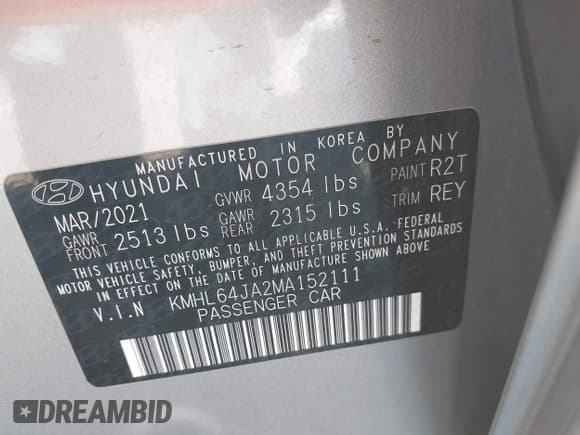 MANUFACTURED IN KOREA BY
HYUNDAI MOTOR COMPANY
MAR/2021 GVWR 4354 lbs PAINT R2T
GAWR FRONT 2513 lbs GAWR REAR 2315 lbs TRIM REY
THIS VEHICLE CONFORMS TO ALL APPLICABLE U.S.A. FEDERAL
MOTOR VEHICLE SAFETY, BUMPER, AND THEFT PREVENTION STANDARDS
IN EFFECT ON THE DATE OF MANUFACTURE SHOWN ABOVE
V.I.N KMHL64JA2MA152111
PASSENGER CAR
DREAMBID